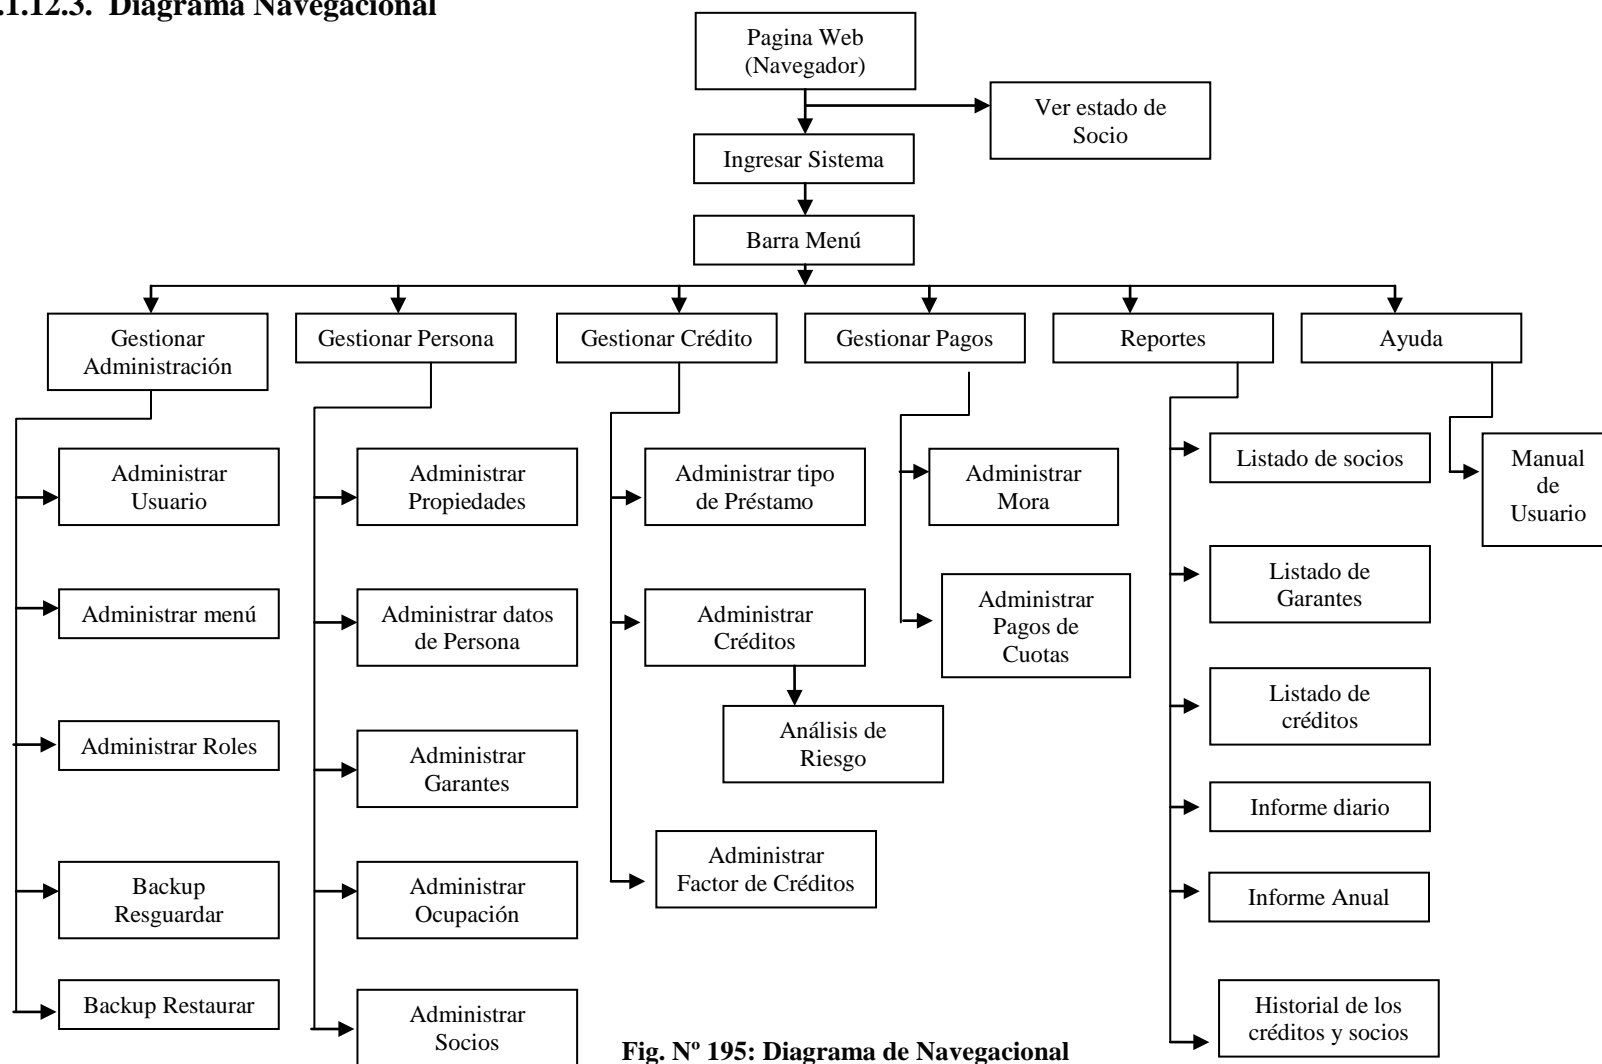 .1.12.3. Diagrama Navegacional
Pagina Web
(Navegador)
Ver estado de
Socio
Ingresar Sistema
Barra Menú
Gestionar
Administración
Gestionar Persona
Gestionar Crédito
Gestionar Pagos
Reportes
Ayuda
Administrar
Usuario
Administrar menú
Administrar Roles
Backup
Resguardar
Backup Restaurar
Administrar
Propiedades
Administrar datos
de Persona
Administrar
Garantes
Administrar
Ocupación
Administrar
Socios
Administrar tipo
de Préstamo
Administrar
Créditos
Análisis de
Riesgo
Administrar
Factor de Créditos
Administrar
Mora
Administrar
Pagos de
Cuotas
Listado de socios
Listado de
Garantes
Listado de
créditos
Informe diario
Informe Anual
Historial de los
créditos y socios
Manual
de
Usuario
Fig. Nº 195: Diagrama de Navegacional